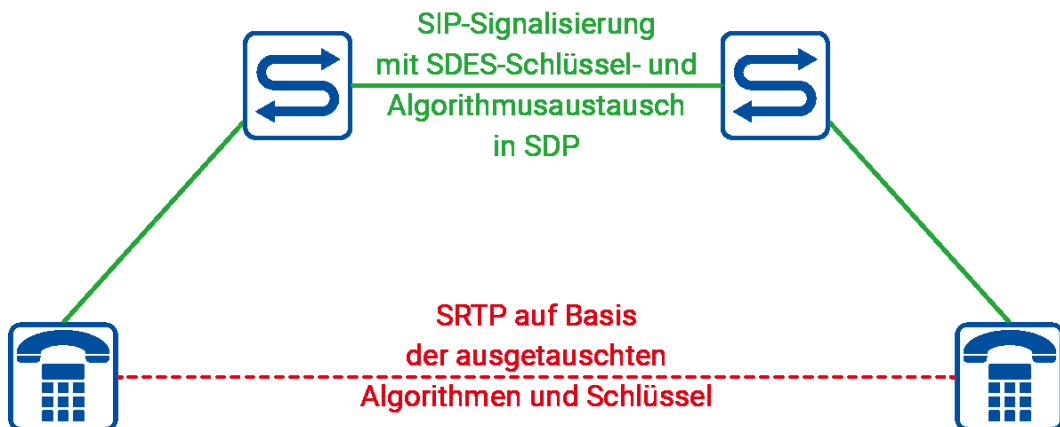 SIP-Signalisierung
mit SDES-Schlüssel- und
Algorithmusaustausch
in SDP
SRTP auf Basis
der ausgetauschten
Algorithmen und Schlüssel